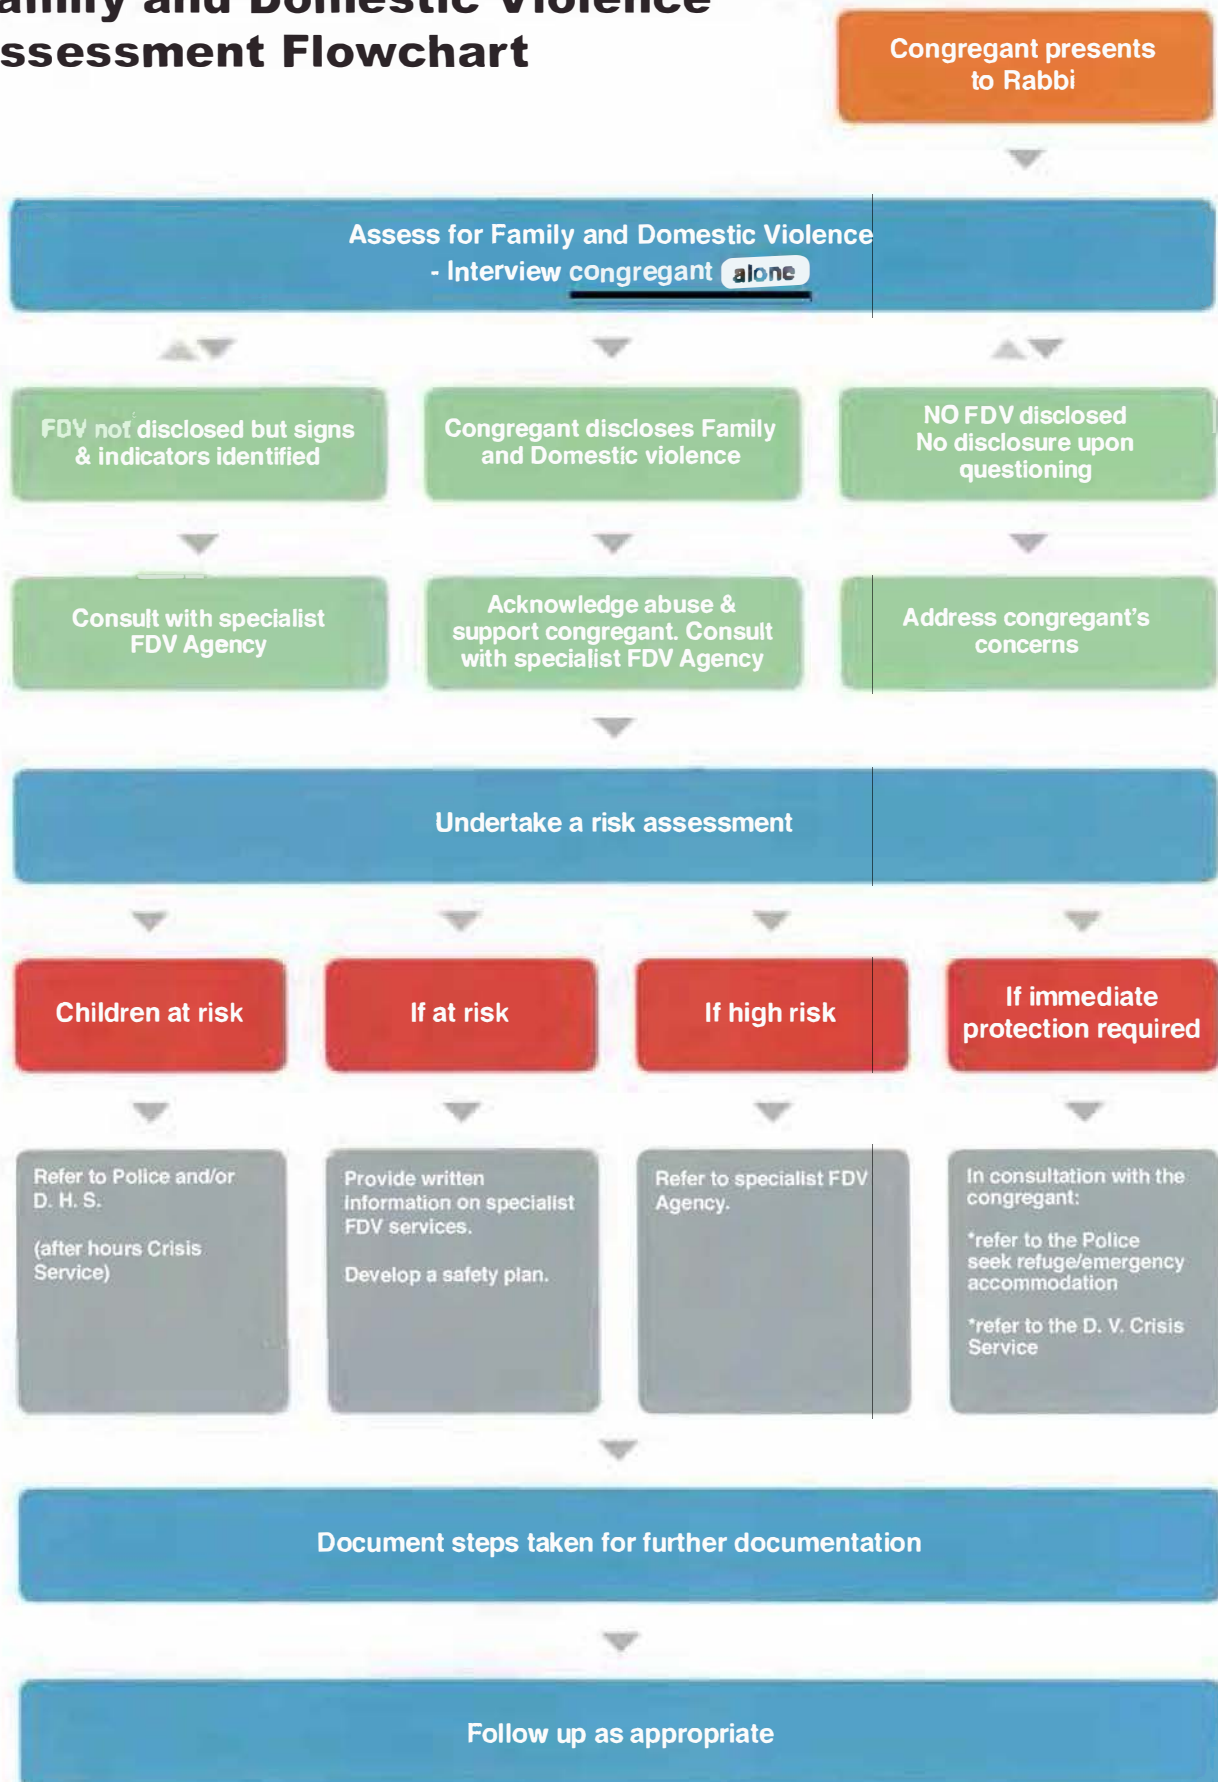 amily and Domestic Violence
ssessment Flowchart
Congregant presents
to Rabbi
Assess for Family and Domestic Violence
- Interview congregant alone
FDV not disclosed but signs
& indicators identified
Congregant discloses Family
and Domestic violence
NO FDV disclosed
No disclosure upon
questioning
Consult with specialist
FDV Agency
Acknowledge abuse &
support congregant. Consult
with specialist FDV Agency
Address congregant's
concerns
Undertake a risk assessment
Children at risk
If at risk
If high risk
If immediate
protection required
Refer to Police and/or
D. H. S.
(after hours Crisis
Service)
Provide written
information on specialist
FDV services.
Develop a safety plan.
Refer to specialist FDV
Agency.
In consultation with the
congregant:
*refer to the Police
seek refuge/emergency
accommodation
*refer to the D. V. Crisis
Service
Document steps taken for further documentation
Follow up as appropriate